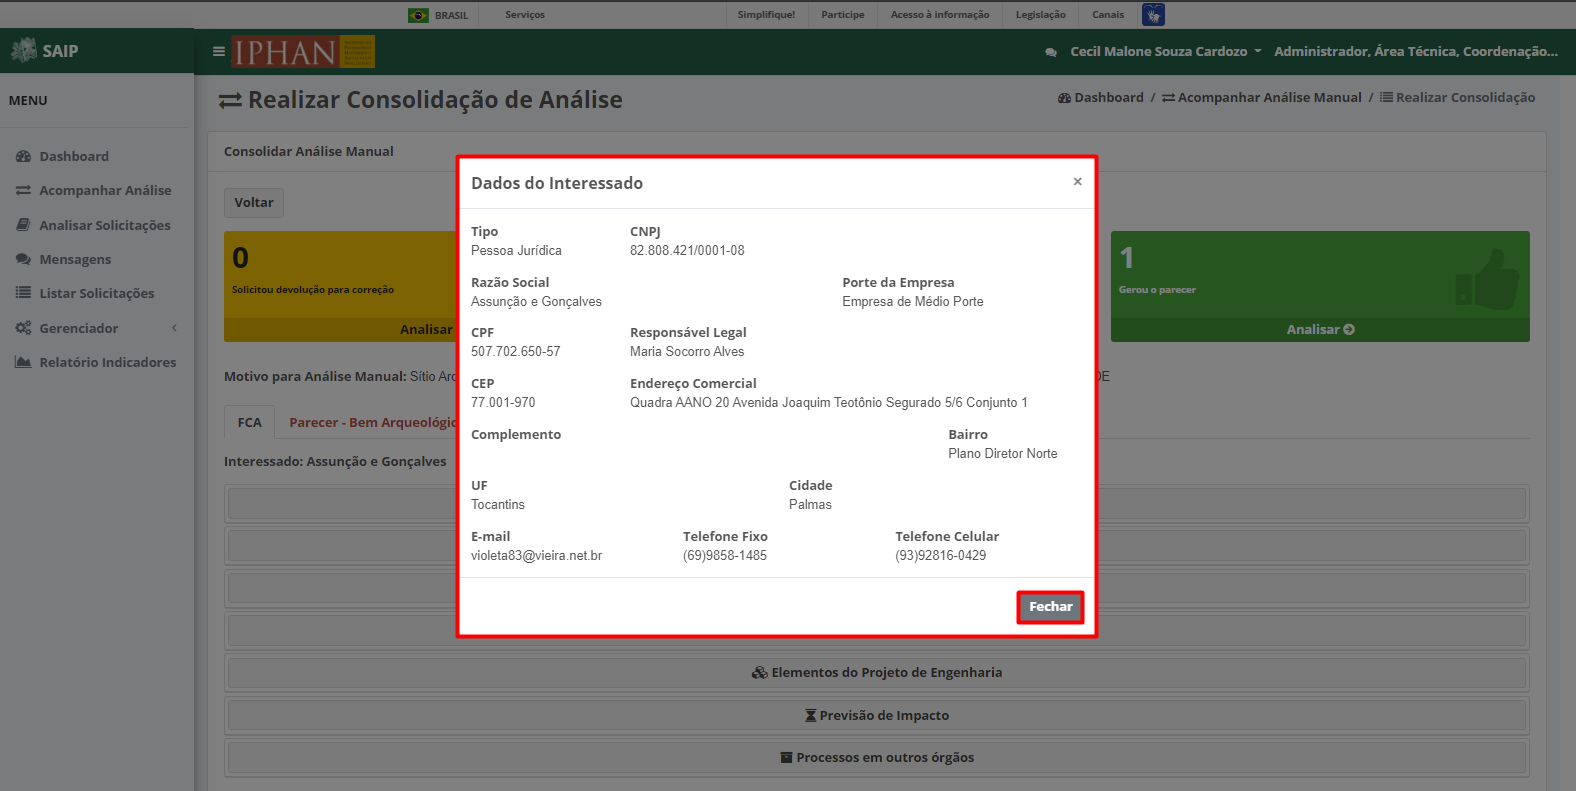 BRASIL
Serviços
Simplifique!
Participe
Acesso à informação
Legislação
Canais
SAIP
IPHAN
Cecil Malone Souza Cardozo
Administrador, Área Técnica, Coordenação...
MENU
Realizar Consolidação de Análise
Dashboard / Acompanhar Análise Manual / Realizar Consolidação
Dashboard
Acompanhar Análise
Analisar Solicitações
Mensagens
Listar Solicitações
Gerenciador
Relatório Indicadores
Consolidar Análise Manual
Voltar
0
Solicitou devolução para correção
Analisar
1
Gerou o parecer
Analisar
Motivo para Análise Manual: Sítio Arq
DE
FCA
Parecer - Bem Arqueológic
Interessado: Assunção e Gonçalves
Elementos do Projeto de Engenharia
Previsão de Impacto
Processos em outros órgãos
Dados do Interessado
×
Tipo
Pessoa Jurídica
CNPJ
82.808.421/0001-08
Razão Social
Assunção e Gonçalves
Porte da Empresa
Empresa de Médio Porte
CPF
507.702.650-57
Responsável Legal
Maria Socorro Alves
CEP
77.001-970
Endereço Comercial
Quadra AANO 20 Avenida Joaquim Teotônio Segurado 5/6 Conjunto 1
Complemento
Bairro
Plano Diretor Norte
UF
Tocantins
Cidade
Palmas
E-mail
violeta83@vieira.net.br
Telefone Fixo
(69)9858-1485
Telefone Celular
(93)92816-0429
Fechar